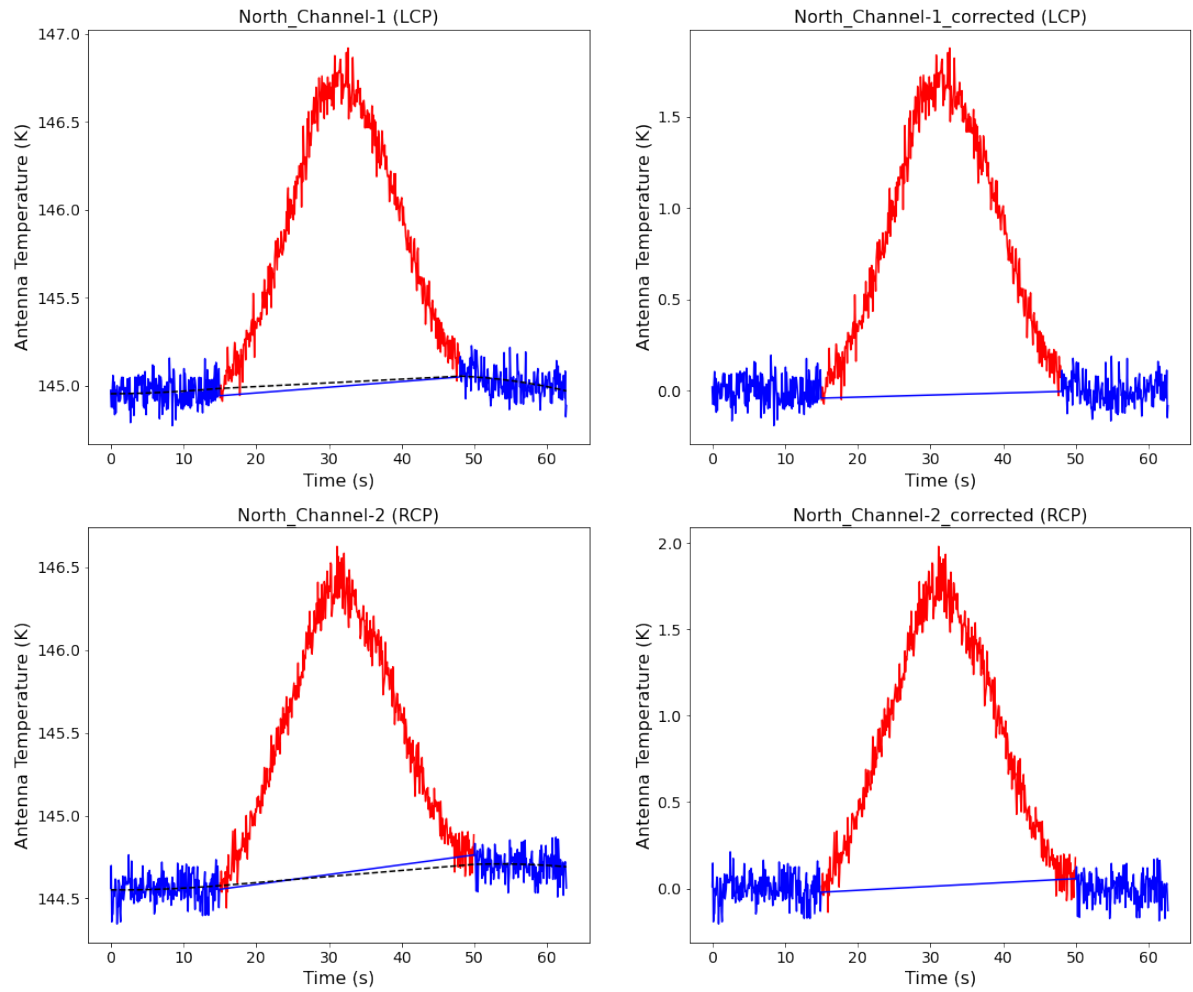 North_Channel-1 (LCP)
147.0
146.5
146.0
145.5
145.0
Antenna Temperature (K)
0 10 20 30 40 50 60
Time (s)
North_Channel-1_corrected (LCP)
1.5
1.0
0.5
0.0
Antenna Temperature (K)
0 10 20 30 40 50 60
Time (s)
North_Channel-2 (RCP)
146.5
146.0
145.5
145.0
144.5
Antenna Temperature (K)
0 10 20 30 40 50 60
Time (s)
North_Channel-2_corrected (RCP)
2.0
1.5
1.0
0.5
0.0
Antenna Temperature (K)
0 10 20 30 40 50 60
Time (s)